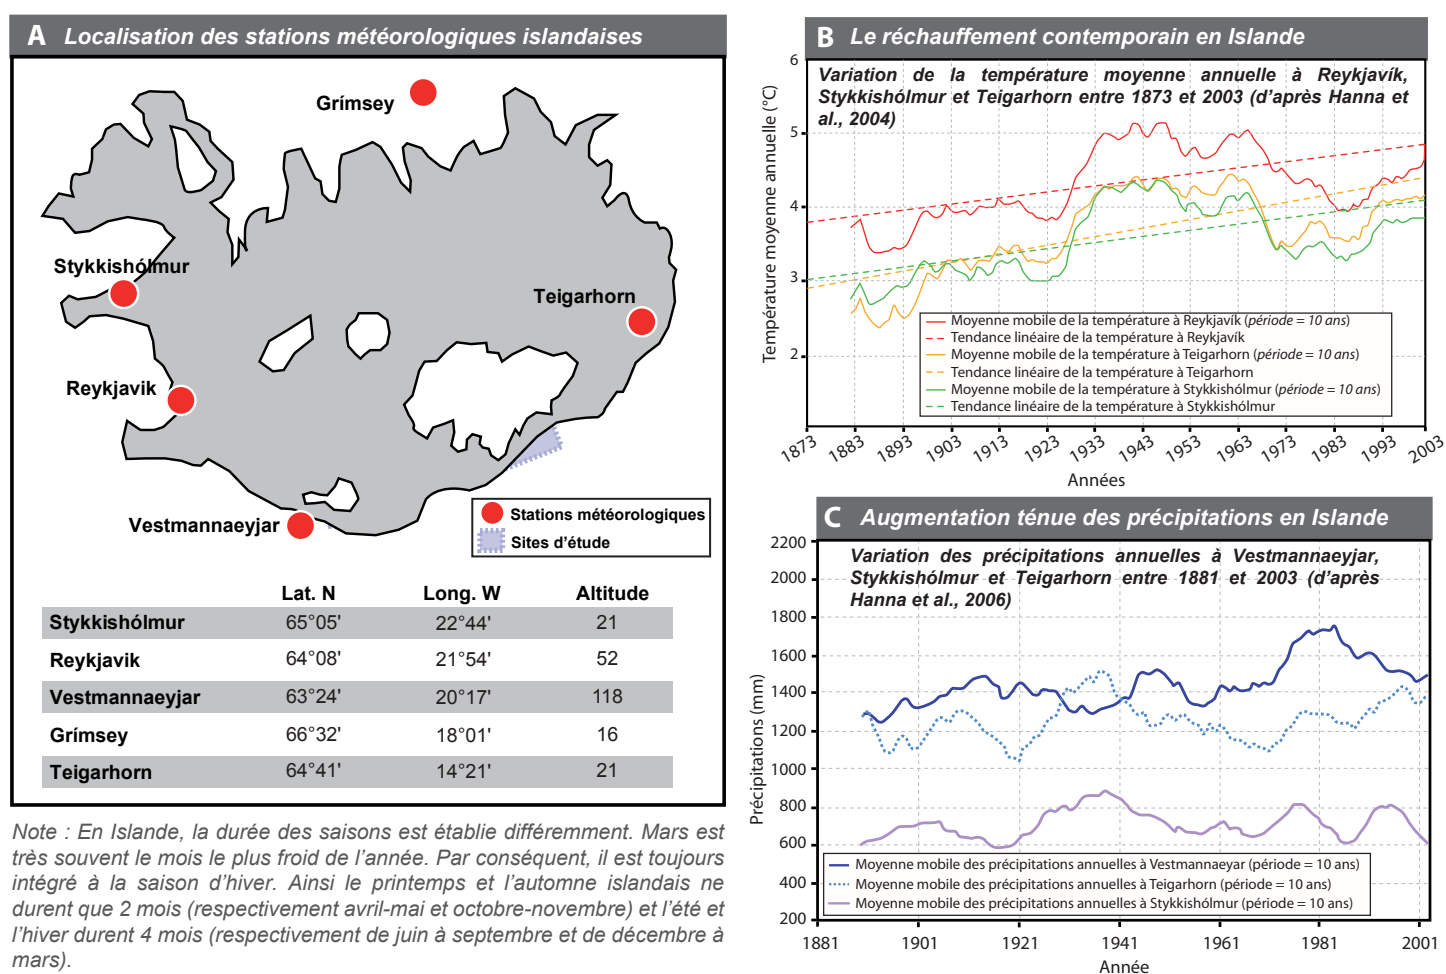 A Localisation des stations météorologiques islandaises
Grímsey
Stykkishólmur
Teigarhorn
Reykjavik
Vestmannaeyjar
Stations météorologiques
Sites d'étude
Lat. N Long. W Altitude
Stykkishólmur 65°05' 22°44' 21
Reykjavik 64°08' 21°54' 52
Vestmannaeyjar 63°24' 20°17' 118
Grímsey 66°32' 18°01' 16
Teigarhorn 64°41' 14°21' 21
Note : En Islande, la durée des saisons est établie différemment. Mars est
très souvent le mois le plus froid de l'année. Par conséquent, il est toujours
intégré à la saison d'hiver. Ainsi le printemps et l'automne islandais ne
durent que 2 mois (respectivement avril-mai et octobre-novembre) et l'été et
l'hiver durent 4 mois (respectivement de juin à septembre et de décembre à
mars).
B Le réchauffement contemporain en Islande
Variation de la température moyenne annuelle à Reykjavík,
Stykkishólmur et Teigarhorn entre 1873 et 2003 (d'après Hanna et
al., 2004)
Température moyenne annuelle (°C)
6
5
4
3
2
Moyenne mobile de la température à Reykjavík (période = 10 ans)
Tendance linéaire de la température à Reykjavík
Moyenne mobile de la température à Teigarhorn (période = 10 ans)
Tendance linéaire de la température à Teigarhorn
Moyenne mobile de la température à Stykkishólmur (période = 10 ans)
Tendance linéaire de la température à Stykkishólmur
1873 1883 1893 1903 1913 1923 1933 1943 1953 1963 1973 1983 1993 2003
Années
C Augmentation ténue des précipitations en Islande
Variation des précipitations annuelles à Vestmannaeyjar,
Stykkishólmur et Teigarhorn entre 1881 et 2003 (d'après
Hanna et al., 2006)
Précipitations (mm)
2200
2000
1800
1600
1400
1200
1000
800
600
400
200
Moyenne mobile des précipitations annuelles à Vestmannaeyar (période = 10 ans)
Moyenne mobile des précipitations annuelles à Teigarhorn (période = 10 ans)
Moyenne mobile des précipitations annuelles à Stykkishólmur (période = 10 ans)
1881 1901 1921 1941 1961 1981 2001
Année